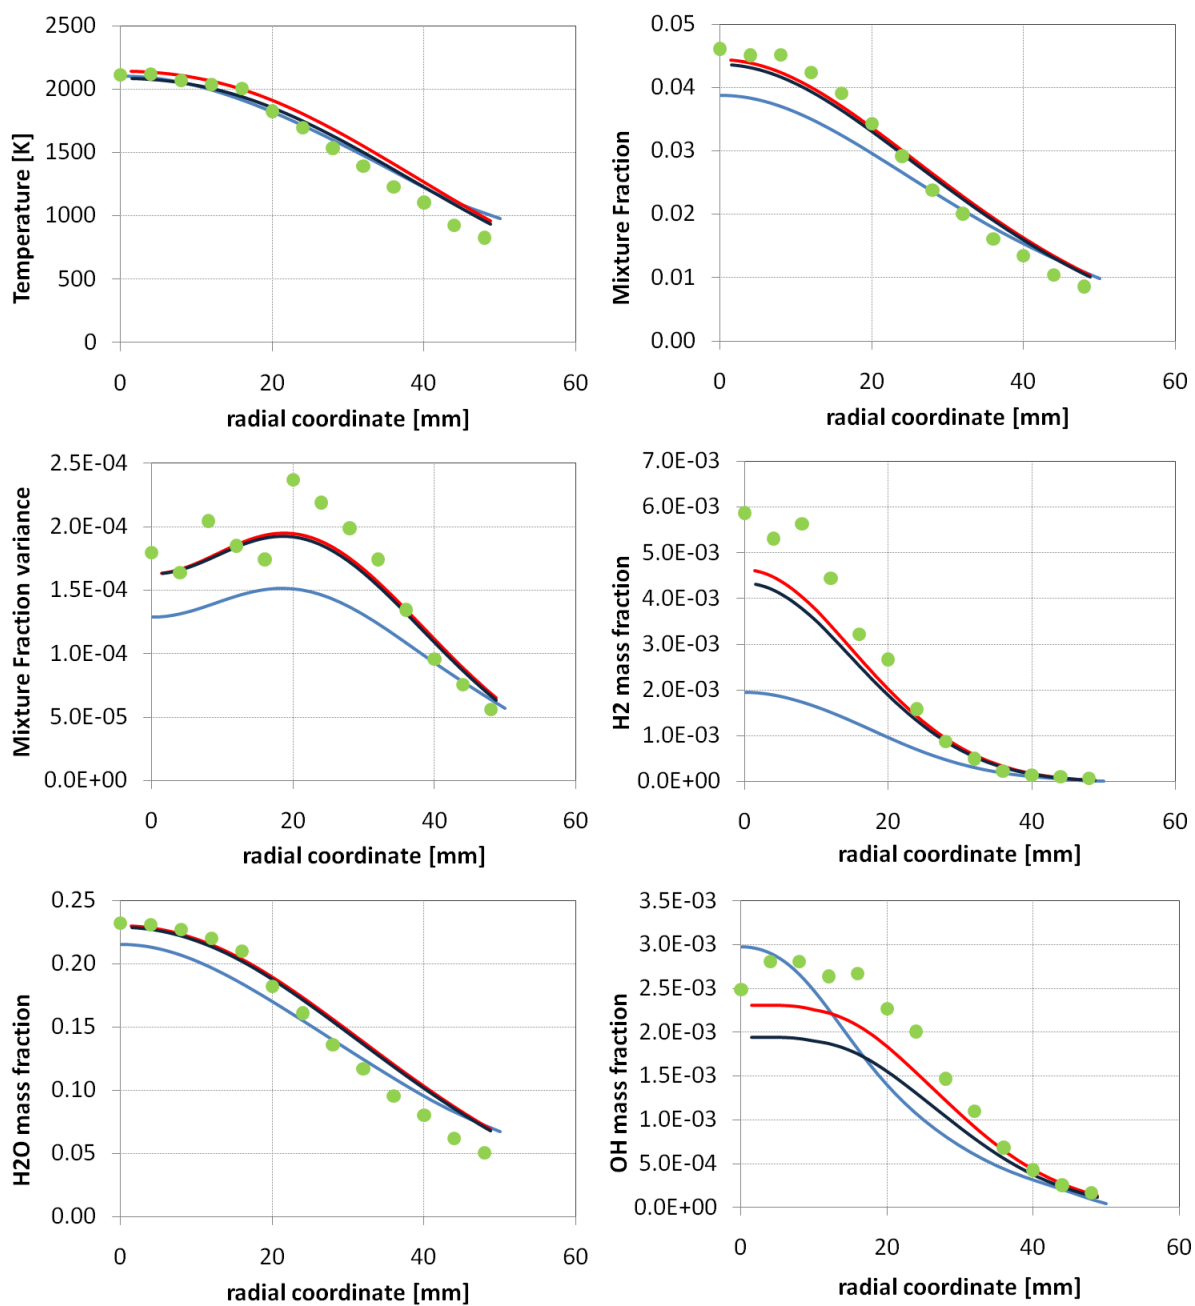 Temperature [K]
2500
2000
1500
1000
500
0
0 20 40 60
radial coordinate [mm]
Mixture Fraction
0.05
0.04
0.03
0.02
0.01
0.00
0 20 40 60
radial coordinate [mm]
Mixture Fraction variance
2.5E-04
2.0E-04
1.5E-04
1.0E-04
5.0E-05
0.0E+00
0 20 40 60
radial coordinate [mm]
H2 mass fraction
7.0E-03
6.0E-03
5.0E-03
4.0E-03
3.0E-03
2.0E-03
1.0E-03
0.0E+00
0 20 40 60
radial coordinate [mm]
H2O mass fraction
0.25
0.20
0.15
0.10
0.05
0.00
0 20 40 60
radial coordinate [mm]
OH mass fraction
3.5E-03
3.0E-03
2.5E-03
2.0E-03
1.5E-03
1.0E-03
5.0E-04
0.0E+00
0 20 40 60
radial coordinate [mm]